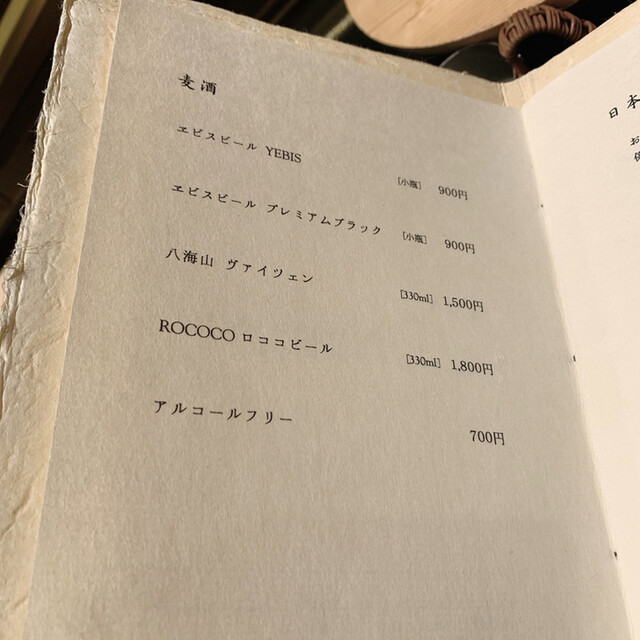 麦酒
ヱビスビール YEBIS [小瓶] 900円
ヱビスビール プレミアムブラック [小瓶] 900円
八海山 ヴァイツェン [330ml] 1,500円
ROCOCO ロココビール [330ml] 1,800円
アルコールフリー 700円
日本
お